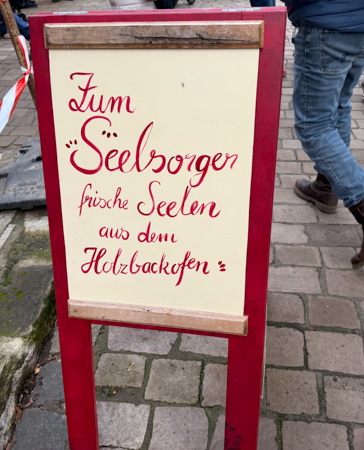 Zum
"Seelsorger"
frische Seelen
aus dem
Holzbackofen